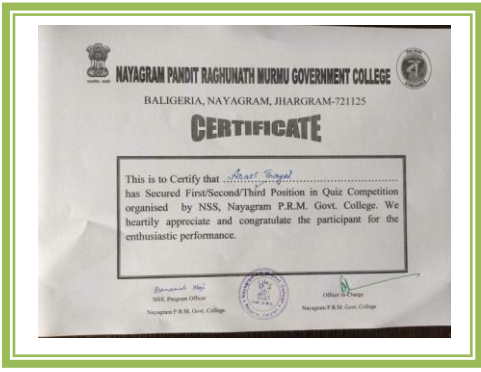 NAYAGRAM PANDIT RAGHUNATH MURMU GOVERNMENT COLLEGE
BALIGERIA, NAYAGRAM, JHARGRAM-721125
CERTIFICATE
This is to Certify that
has Secured First/Second/Third Position in Quiz Competition
organised by NSS, Nayagram P.R.M. Govt. College. We
heartily appreciate and congratulate the participant for the
enthusiastic performance.
NSS, Program Officer
Nayagram P.R.M. Govt. College
Officer in-Charge
Nayagram P.R.M. Govt. College